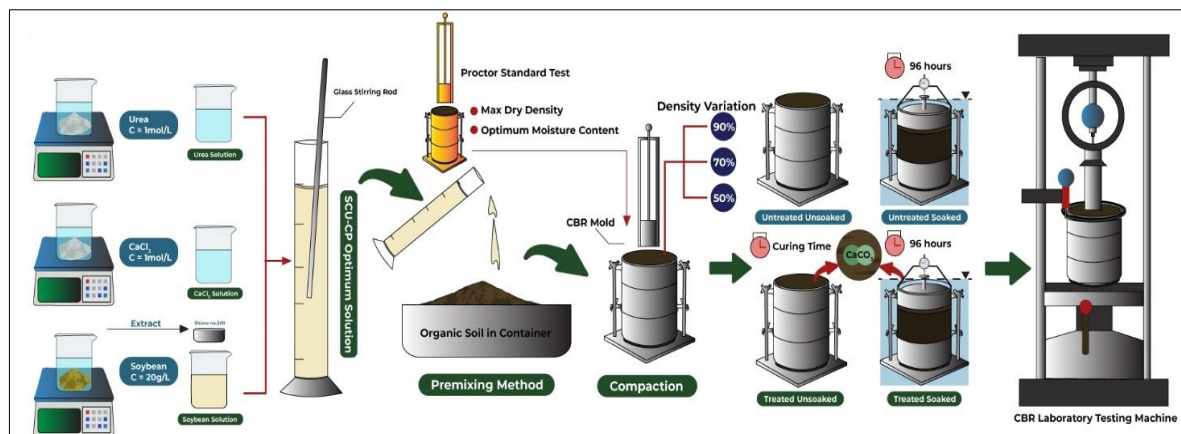 Urea
C = 1mol/L
Urea Solution
CaCl₂
C = 1mol/L
CaCl₂ Solution
Extract
Soybean
C = 20g/L
Soybean Solution
Glass Stirring Rod
SCU-CP Optimum Solution
Proctor Standard Test
Max Dry Density
Optimum Moisture Content
Organic Soil in Container
Premixing Method
CBR Mold
Compaction
Density Variation
90%
70%
50%
Untreated Unsoaked
96 hours
Untreated Soaked
Curing Time
CaCO₃
96 hours
Treated Unsoaked
Treated Soaked
CBR Laboratory Testing Machine